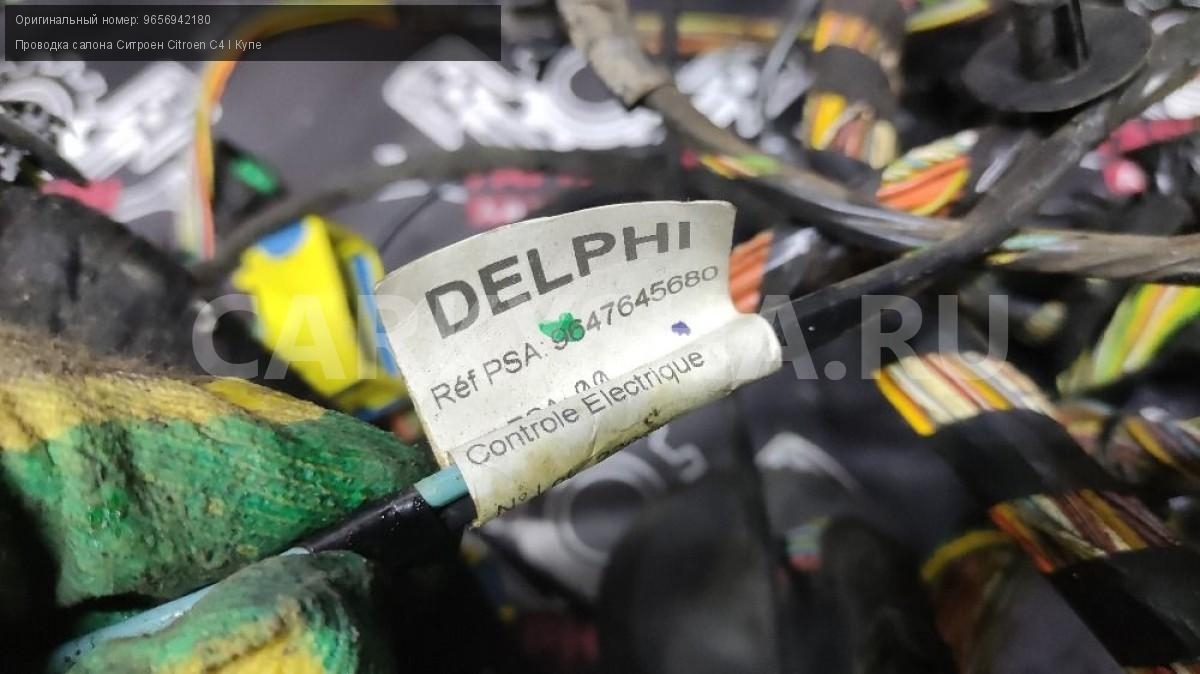 Оригинальный номер: 9656942180
Проводка салона Ситроен Citroen C4 I Купе
DELPHI
Réf PSA: 9647645680
Controle Electrique